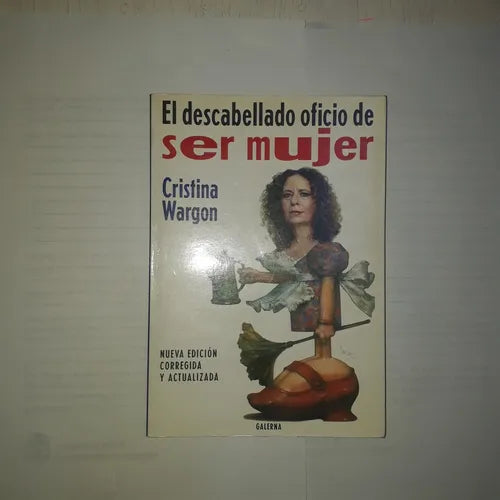 El descabellado oficio de
ser mujer
Cristina
Wargon
NUEVA EDICIÓN
CORREGIDA
Y ACTUALIZADA
GALERNA